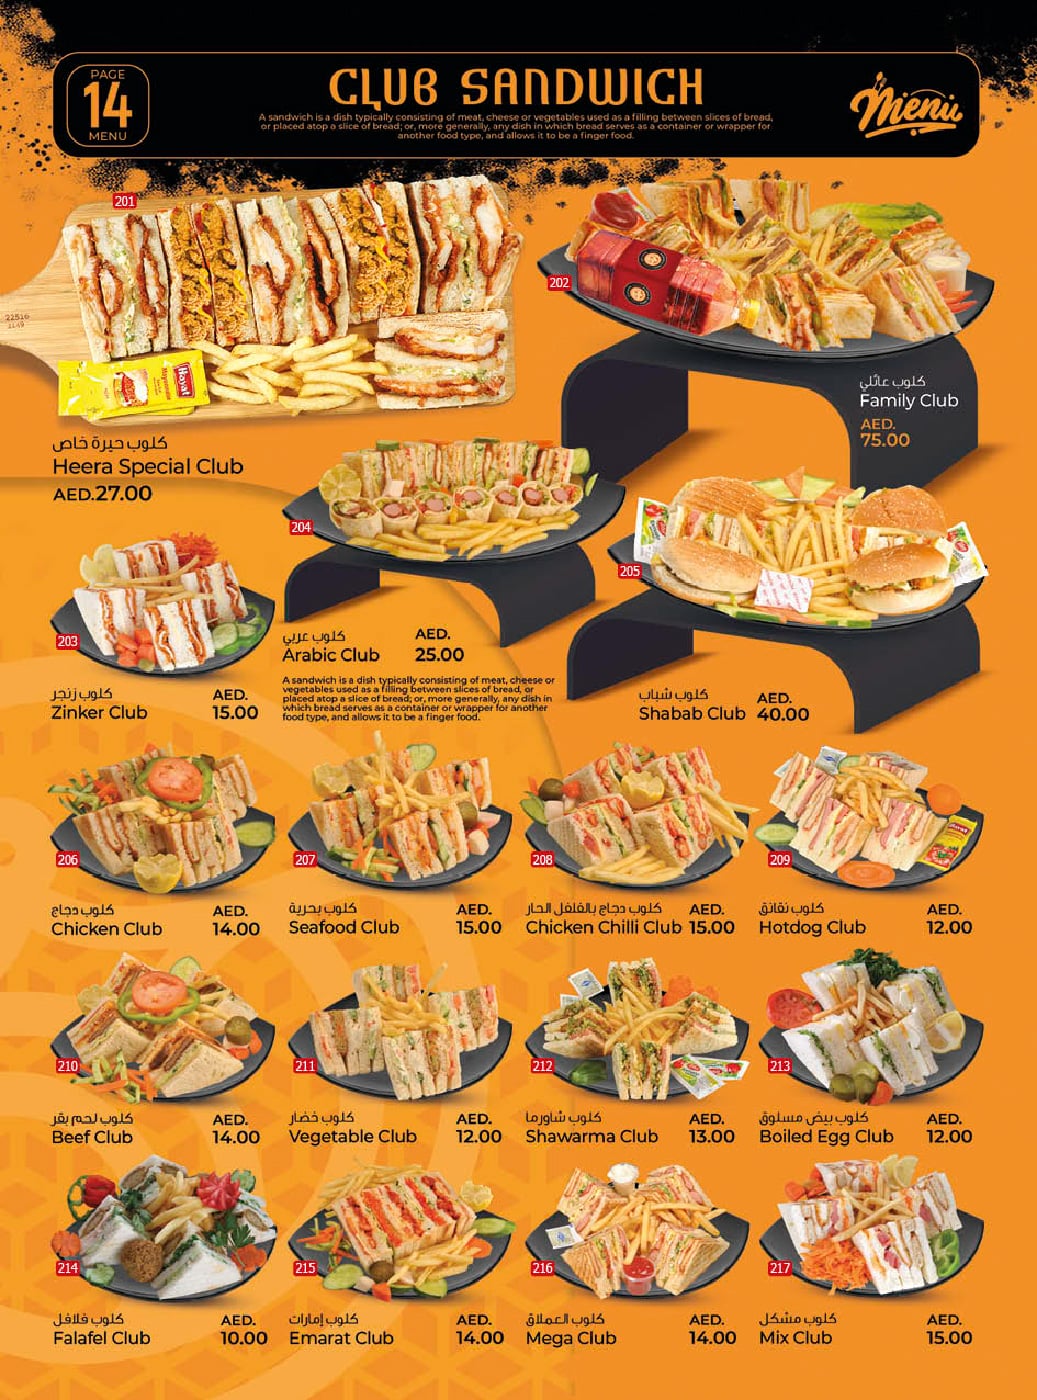 PAGE
14
MENU
CLUB SANDWICH
A sandwich is a dish typically consisting of meat, cheese or vegetables used as a filling between slices of bread,
or placed atop a slice of bread; or, more generally, any dish in which bread serves as a container or wrapper for
another food type, and allows it to be a finger food.
Menu
201
22516
1149
Hayat
كلوب حيرة خاص
Heera Special Club
AED.27.00
202
كلوب عائلي
Family Club
AED.
75.00
203
كلوب زنجر
Zinker Club
AED.
15.00
204
كلوب عربي
Arabic Club
AED.
25.00
A sandwich is a dish typically consisting of meat, cheese or
vegetables used as a filling between slices of bread, or
placed atop a slice of bread; or, more generally, any dish in
which bread serves as a container or wrapper for another
food type, and allows it to be a finger food.
205
كلوب شباب
Shabab Club
AED.
40.00
206
كلوب دجاج
Chicken Club
AED.
14.00
207
كلوب بحرية
Seafood Club
AED.
15.00
208
كلوب دجاج بالفلفل الحار
Chicken Chilli Club
AED.
15.00
209
كلوب نقانق
Hotdog Club
AED.
12.00
210
كلوب لحم بقر
Beef Club
AED.
14.00
211
كلوب خضار
Vegetable Club
AED.
12.00
212
كلوب شاورما
Shawarma Club
AED.
13.00
213
كلوب بيض مسلوق
Boiled Egg Club
AED.
12.00
214
كلوب فلافل
Falafel Club
AED.
10.00
215
كلوب إمارات
Emarat Club
AED.
14.00
216
كلوب العملاق
Mega Club
AED.
14.00
217
كلوب مشكل
Mix Club
AED.
15.00